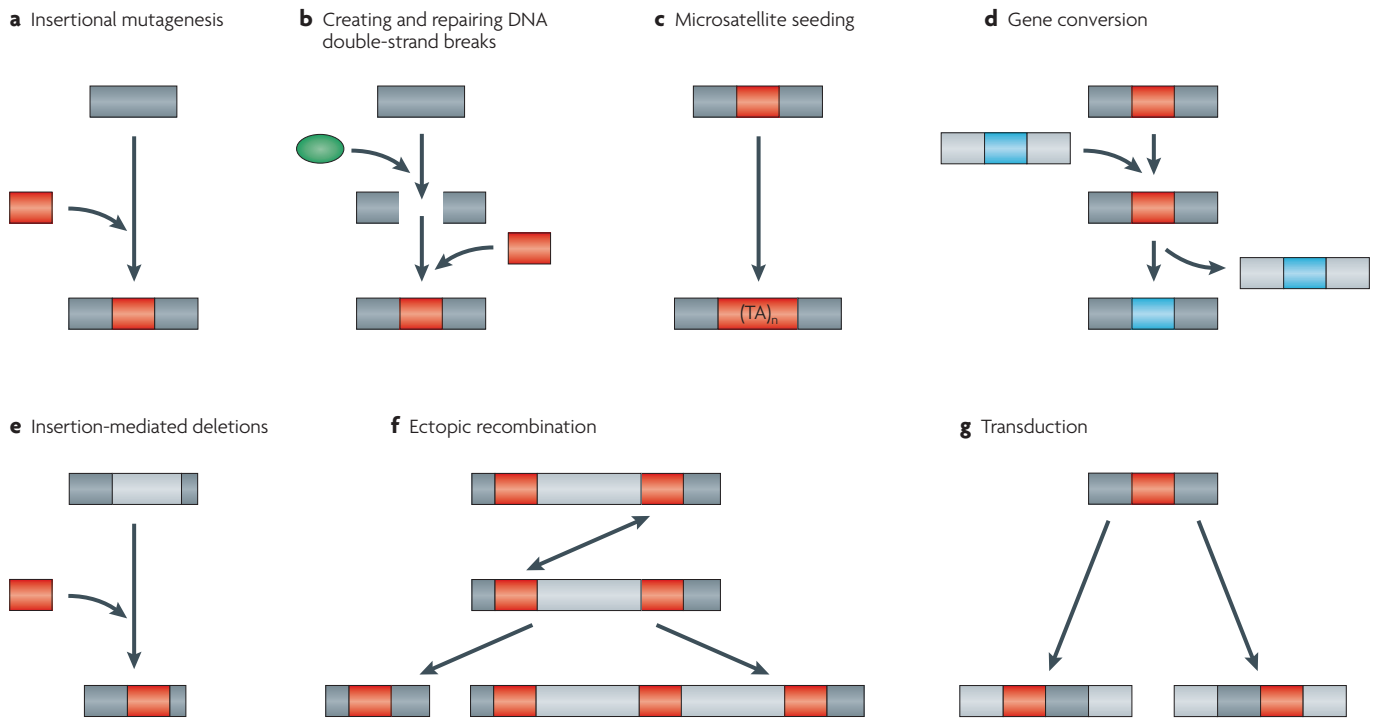 a Insertional mutagenesis
b Creating and repairing DNA
double-strand breaks
c Microsatellite seeding
d Gene conversion
(TA)n
e Insertion-mediated deletions
f Ectopic recombination
g Transduction